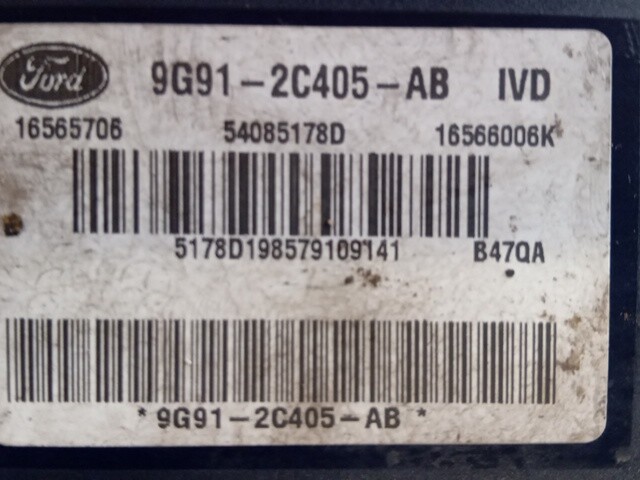 Ford 9G91-2C405-AB IVD
16565706 54085178D 16566006K
5178D198579109141 B47QA
*9G91-2C405-AB*